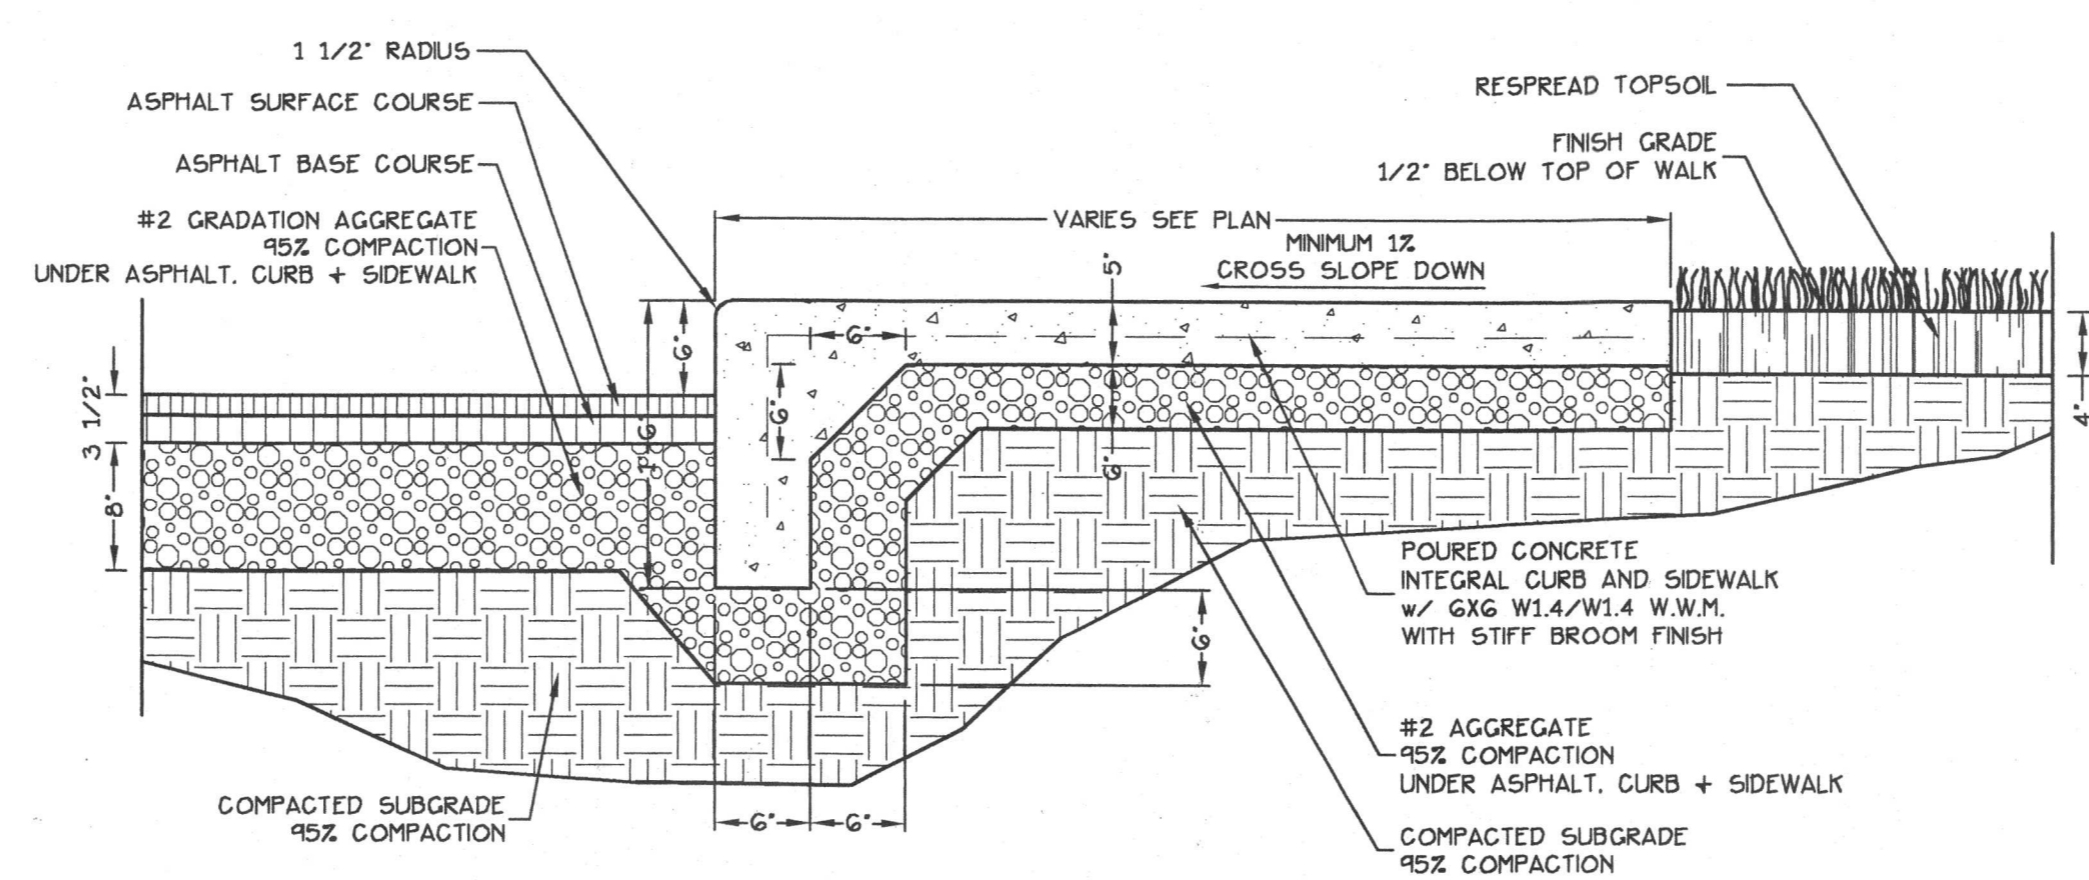 1 1/2" RADIUS
ASPHALT SURFACE COURSE
ASPHALT BASE COURSE
#2 GRADATION AGGREGATE
95% COMPACTION
UNDER ASPHALT, CURB + SIDEWALK
RESPREAD TOPSOIL
FINISH GRADE
1/2" BELOW TOP OF WALK
VARIES SEE PLAN
MINIMUM 1%
CROSS SLOPE DOWN
5"
6"
6"
6"
3 1/2"
8"
1'-6"
6"
4"
6"
6"
6"
POURED CONCRETE
INTEGRAL CURB AND SIDEWALK
w/ 6X6 W1.4/W1.4 W.W.M.
WITH STIFF BROOM FINISH
#2 AGGREGATE
95% COMPACTION
UNDER ASPHALT, CURB + SIDEWALK
COMPACTED SUBGRADE
95% COMPACTION
COMPACTED SUBGRADE
95% COMPACTION